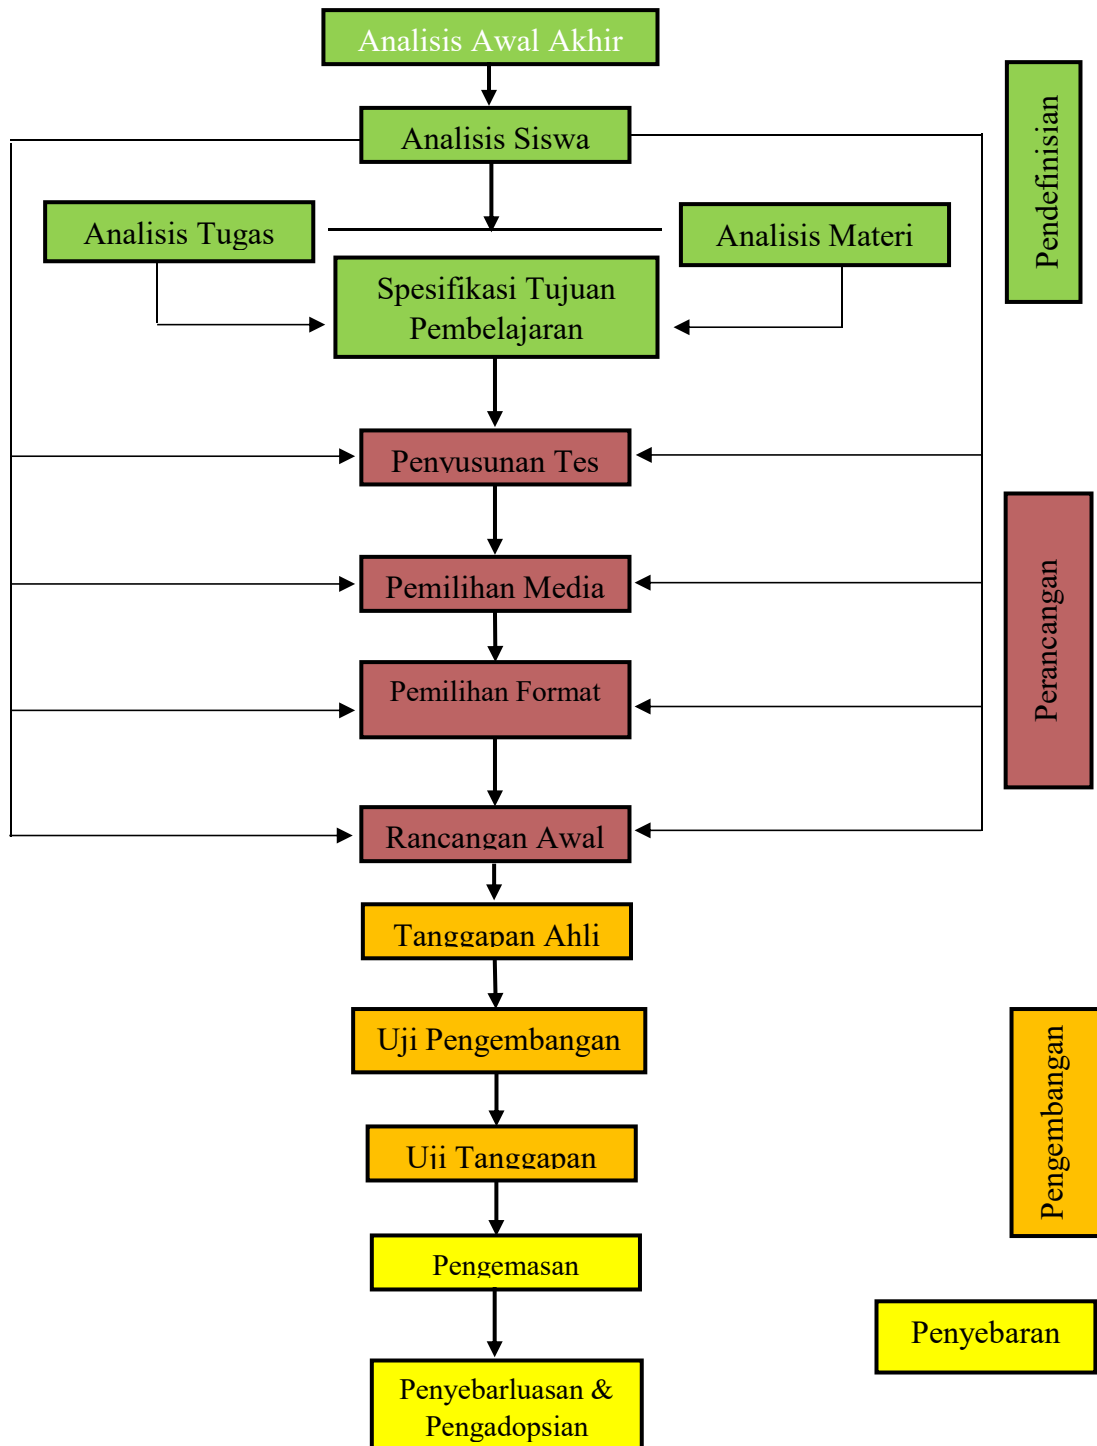 Analisis Awal Akhir
Analisis Siswa
Analisis Tugas
Analisis Materi
Spesifikasi Tujuan
Pembelajaran
Pendefinisian
Penyusunan Tes
Pemilihan Media
Pemilihan Format
Rancangan Awal
Perancangan
Tanggapan Ahli
Uji Pengembangan
Uji Tanggapan
Pengembangan
Pengemasan
Penyebaran
Penyebarluasan &
Pengadopsian